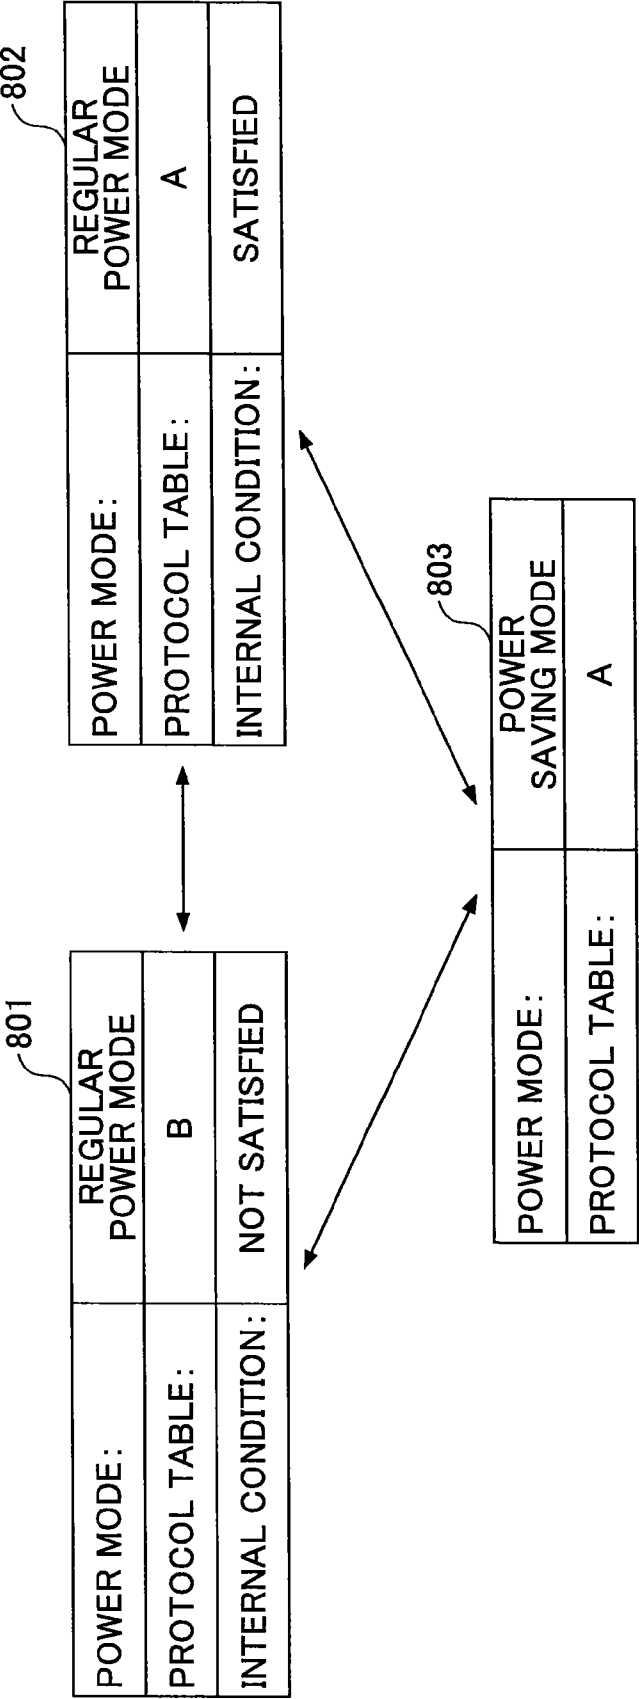 801
POWER MODE:
REGULAR
POWER MODE
PROTOCOL TABLE:
B
INTERNAL CONDITION:
NOT SATISFIED
802
POWER MODE:
REGULAR
POWER MODE
PROTOCOL TABLE:
A
INTERNAL CONDITION:
SATISFIED
803
POWER MODE:
POWER
SAVING MODE
PROTOCOL TABLE:
A